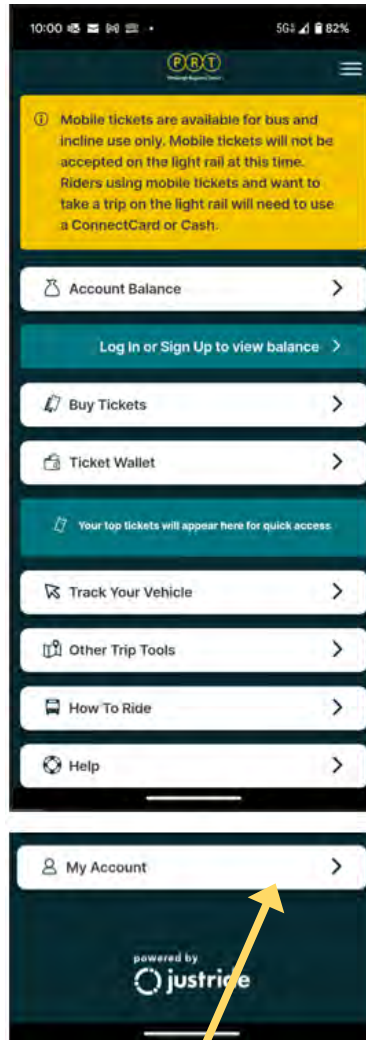 10:00 5G 82%
PRT
Mobile tickets are available for bus and
incline use only. Mobile tickets will not be
accepted on the light rail at this time.
Riders using mobile tickets and want to
take a trip on the light rail will need to use
a ConnectCard or Cash.
Account Balance
Log In or Sign Up to view balance
Buy Tickets
Ticket Wallet
Your top tickets will appear here for quick access
Track Your Vehicle
Other Trip Tools
How To Ride
Help
My Account
powered by
justride